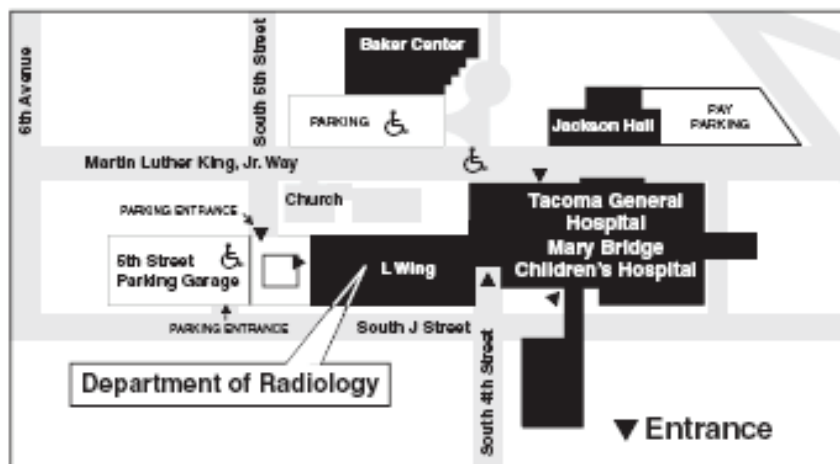 Baker Center
6th Avenue
South 5th Street
PARKING
Jackson Hall
PAY
PARKING
Martin Luther King, Jr. Way
Church
PARKING ENTRANCE
Tacoma General
Hospital
Mary Bridge
Children's Hospital
5th Street
Parking Garage
L Wing
PARKING ENTRANCE
South J Street
Department of Radiology
South 4th Street
Entrance